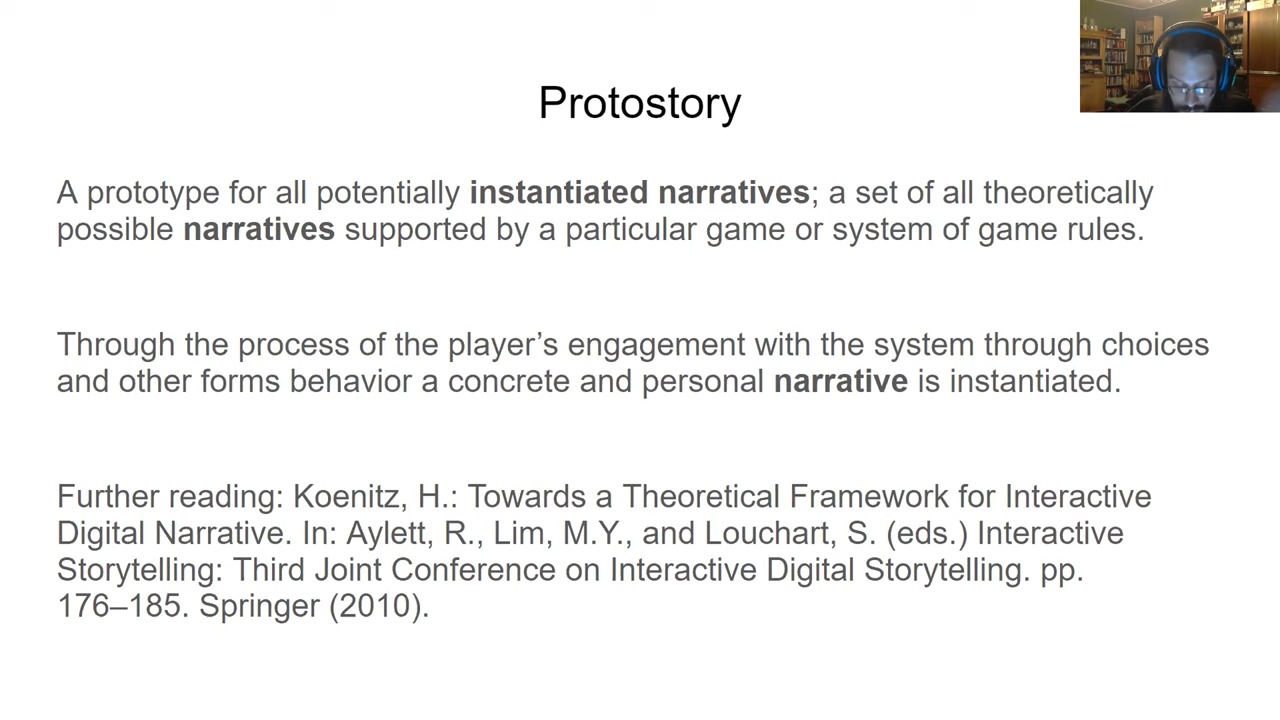 Protostory
A prototype for all potentially instantiated narratives; a set of all theoretically
possible narratives supported by a particular game or system of game rules.
Through the process of the player’s engagement with the system through choices
and other forms behavior a concrete and personal narrative is instantiated.
Further reading: Koenitz, H.: Towards a Theoretical Framework for Interactive
Digital Narrative. In: Aylett, R., Lim, M.Y., and Louchart, S. (eds.) Interactive
Storytelling: Third Joint Conference on Interactive Digital Storytelling. pp.
176–185. Springer (2010).